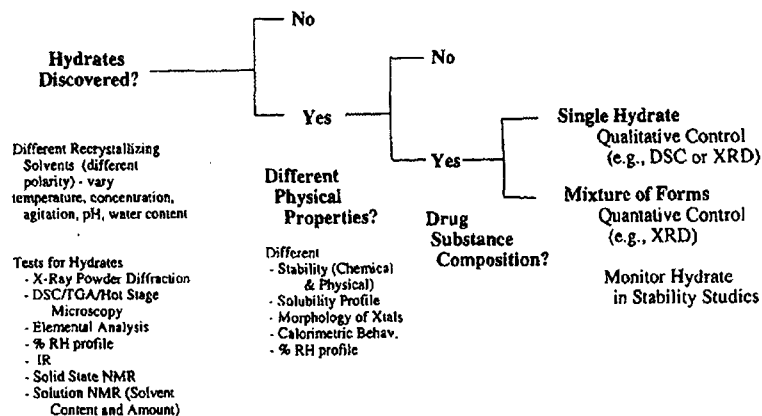 No
Hydrates
Discovered?
No
Yes
Single Hydrate
Qualitative Control
(e.g., DSC or XRD)
Different Recrystallizing
Solvents (different
polarity) - vary
temperature, concentration,
agitation, pH, water content
Different
Physical
Properties?
Yes
Drug
Substance
Composition?
Mixture of Forms
Quantative Control
(e.g., XRD)
Monitor Hydrate
in Stability Studies
Tests for Hydrates
- X-Ray Powder Diffraction
- DSC/TGA/Hot Stage
Microscopy
- Elemental Analysis
- % RH profile
- IR
- Solid State NMR
- Solution NMR (Solvent
Content and Amount)
Different
- Stability (Chemical
& Physical)
- Solubility Profile
- Morphology of Xtals
- Calorimetric Behav.
- % RH profile